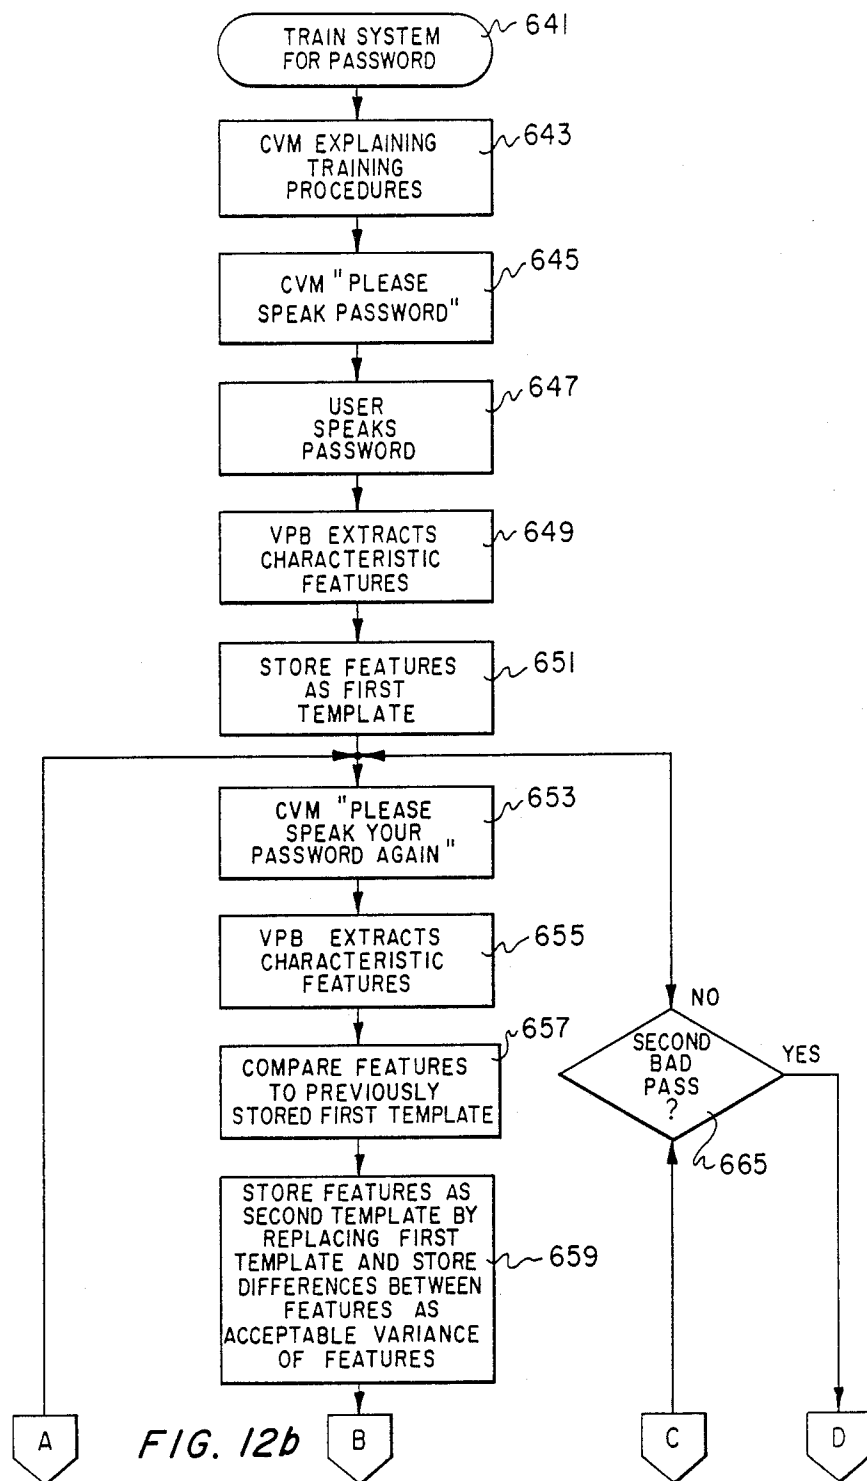 TRAIN SYSTEM
FOR PASSWORD
641
CVM EXPLAINING
TRAINING
PROCEDURES
643
CVM "PLEASE
SPEAK PASSWORD"
645
USER
SPEAKS
PASSWORD
647
VPB EXTRACTS
CHARACTERISTIC
FEATURES
649
STORE FEATURES
AS FIRST
TEMPLATE
651
CVM "PLEASE
SPEAK YOUR
PASSWORD AGAIN"
653
VPB EXTRACTS
CHARACTERISTIC
FEATURES
655
COMPARE FEATURES
TO PREVIOUSLY
STORED FIRST TEMPLATE
657
NO
SECOND
BAD
PASS
?
YES
665
STORE FEATURES AS
SECOND TEMPLATE BY
REPLACING FIRST
TEMPLATE AND STORE
DIFFERENCES BETWEEN
FEATURES AS
ACCEPTABLE VARIANCE
OF FEATURES
659
A
FIG. 12b
B
C
D